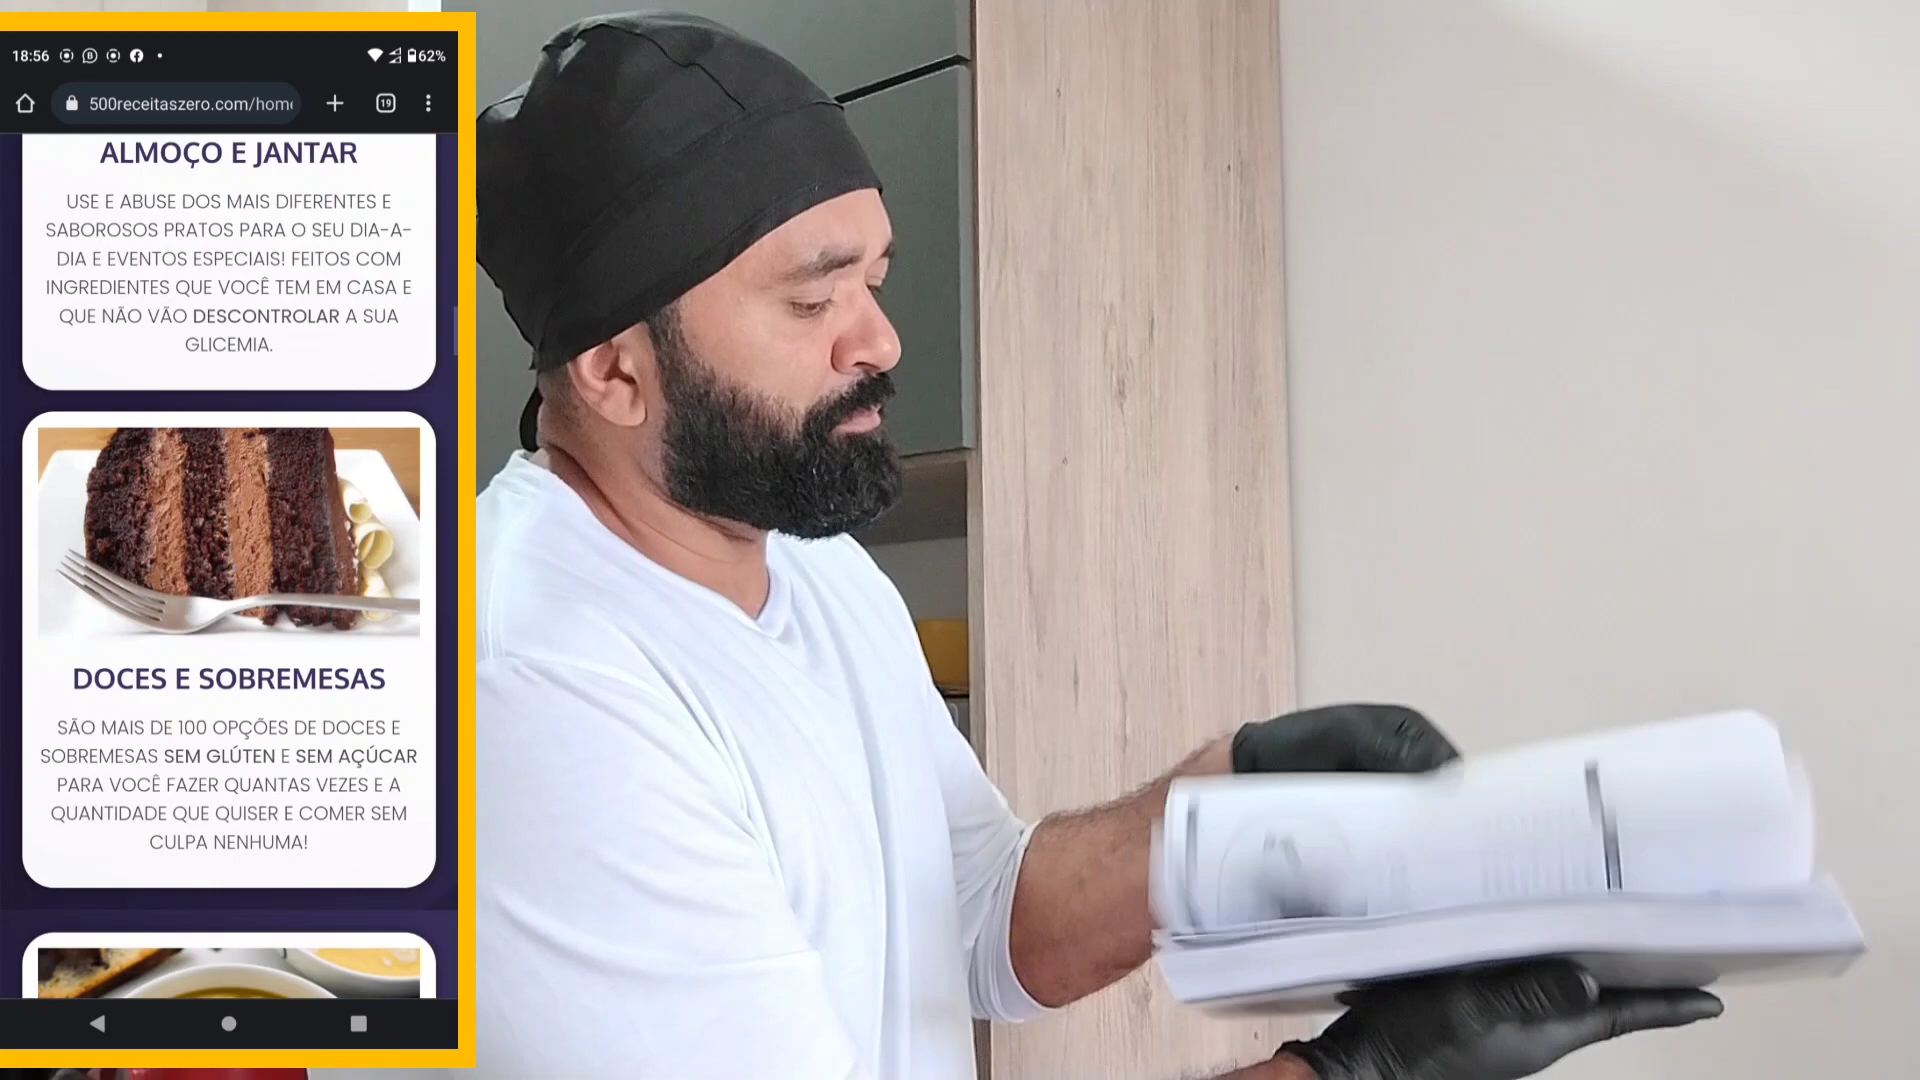 18:56
62%
500receitaszero.com/home
19
ALMOÇO E JANTAR
USE E ABUSE DOS MAIS DIFERENTES E
SABOROSOS PRATOS PARA O SEU DIA-A-
DIA E EVENTOS ESPECIAIS! FEITOS COM
INGREDIENTES QUE VOCÊ TEM EM CASA E
QUE NÃO VÃO DESCONTROLAR A SUA
GLICEMIA.
DOCES E SOBREMESAS
SÃO MAIS DE 100 OPÇÕES DE DOCES E
SOBREMESAS SEM GLÚTEN E SEM AÇÚCAR
PARA VOCÊ FAZER QUANTAS VEZES E A
QUANTIDADE QUE QUISER E COMER SEM
CULPA NENHUMA!